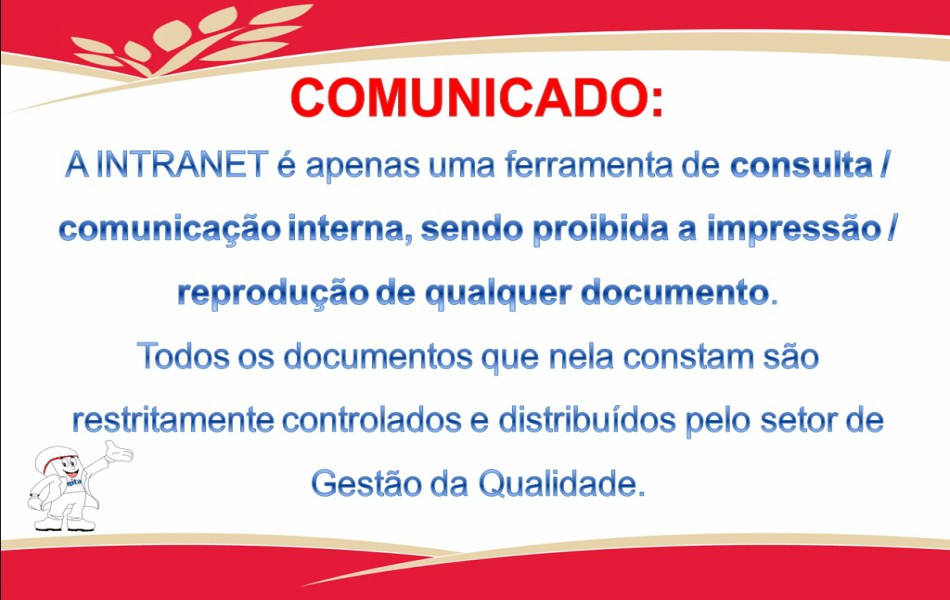 COMUNICADO:
A INTRANET é apenas uma ferramenta de consulta /
comunicação interna, sendo proibida a impressão /
reprodução de qualquer documento.
Todos os documentos que nela constam são
restritamente controlados e distribuídos pelo setor de
Gestão da Qualidade.